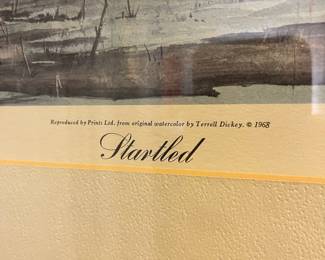 Reproduced by Prints Ltd. from original watercolor by Terrell Dickey. © 1968
Startled